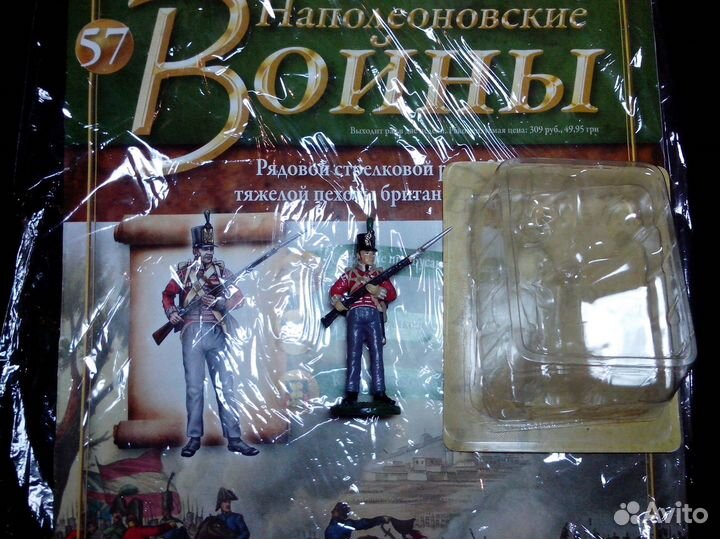 57
Наполеоновские
Войны
Выходит раз в две недели. Рекомендуемая цена: 309 руб., 49,95 грн
Рядовой стрелковой
тяжелой пехоты британ
Avito